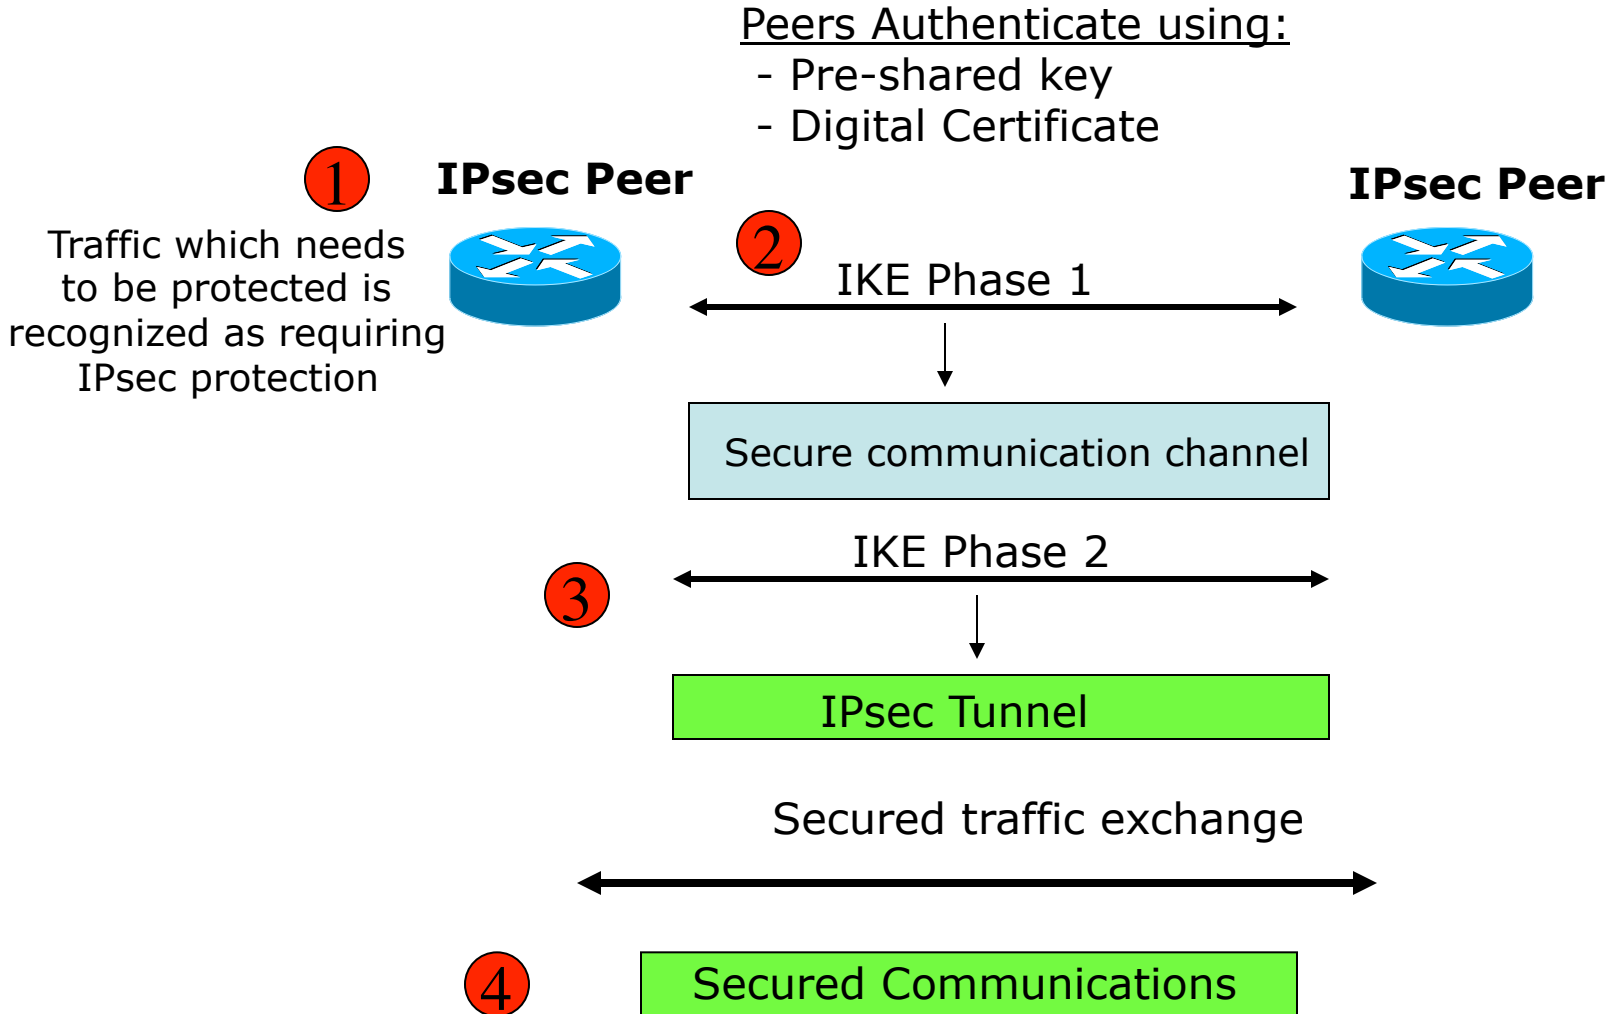 Peers Authenticate using:
- Pre-shared key
- Digital Certificate
1
IPsec Peer
IPsec Peer
Traffic which needs
to be protected is
recognized as requiring
IPsec protection
2
IKE Phase 1
Secure communication channel
IKE Phase 2
3
IPsec Tunnel
Secured traffic exchange
4
Secured Communications